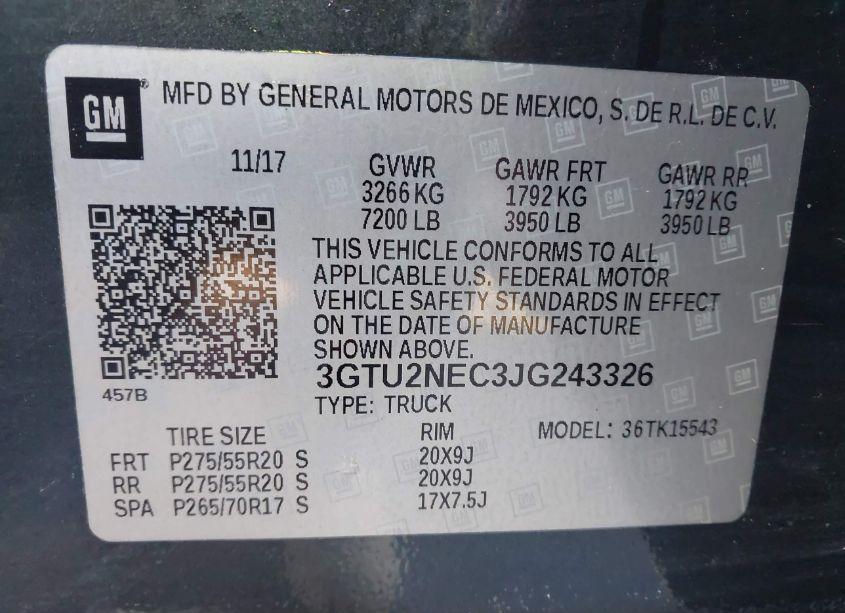 GM® MFD BY GENERAL MOTORS DE MEXICO, S. DE R.L. DE C.V.
11/17 GVWR GAWR FRT GAWR RR
3266 KG 1792 KG 1792 KG
7200 LB 3950 LB 3950 LB
THIS VEHICLE CONFORMS TO ALL
APPLICABLE U.S. FEDERAL MOTOR
VEHICLE SAFETY STANDARDS IN EFFECT
ON THE DATE OF MANUFACTURE
SHOWN ABOVE.
3GTU2NEC3JG243326
457B
TYPE: TRUCK
TIRE SIZE RIM MODEL: 36TK15543
FRT P275/55R20 S 20X9J
RR P275/55R20 S 20X9J
SPA P265/70R17 S 17X7.5J